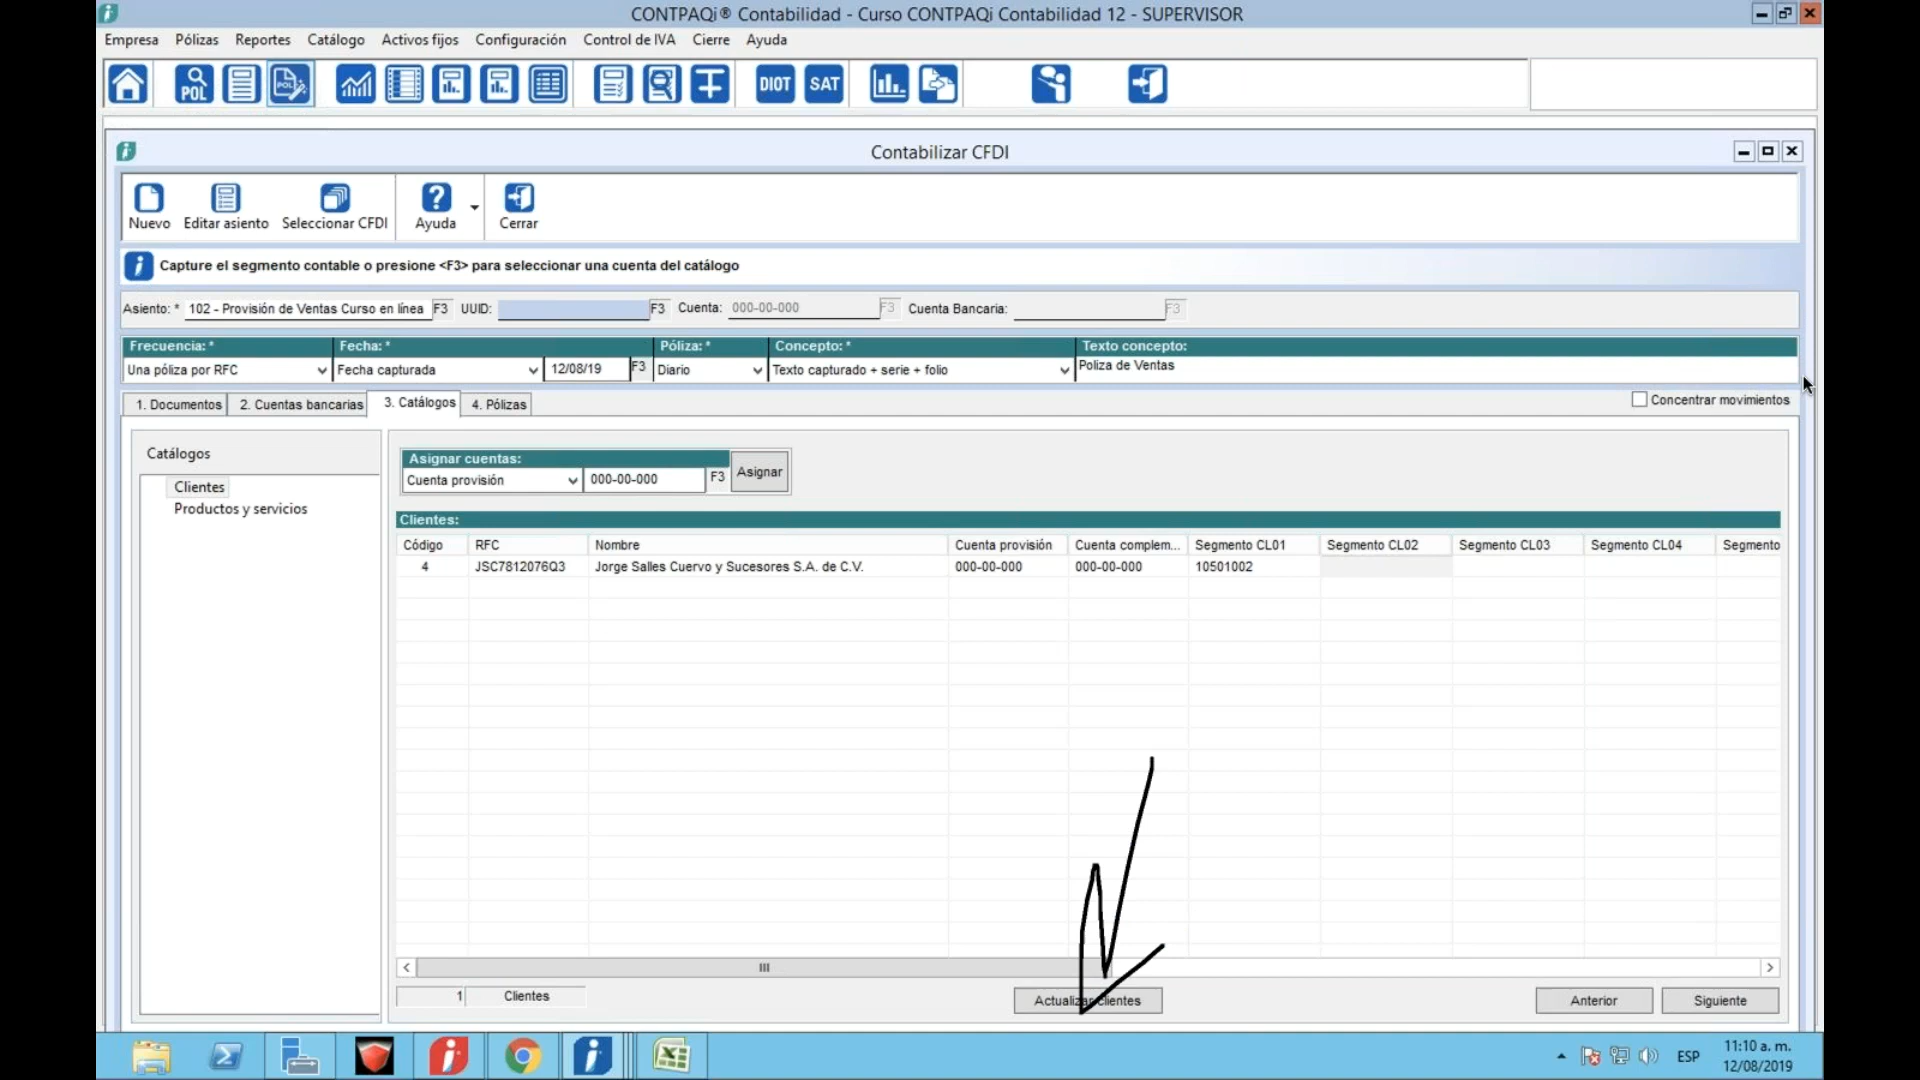 CONTPAQi® Contabilidad - Curso CONTPAQi Contabilidad 12 - SUPERVISOR
Empresa Pólizas Reportes Catálogo Activos fijos Configuración Control de IVA Cierre Ayuda
POL POL DIOT SAT
Contabilizar CFDI
Nuevo Editar asiento Seleccionar CFDI Ayuda Cerrar
Capture el segmento contable o presione <F3> para seleccionar una cuenta del catálogo
Asiento: * 102 - Provisión de Ventas Curso en línea F3 UUID: F3 Cuenta: 000-00-000 F3 Cuenta Bancaria: F3
Frecuencia: * Fecha: * Póliza: * Concepto: * Texto concepto:
Una póliza por RFC Fecha capturada 12/08/19 F3 Diario Texto capturado + serie + folio Poliza de Ventas
1. Documentos 2. Cuentas bancarias 3. Catálogos 4. Pólizas Concentrar movimientos
Catálogos
Clientes
Productos y servicios
Asignar cuentas:
Cuenta provisión 000-00-000 F3 Asignar
Clientes:
Código RFC Nombre Cuenta provisión Cuenta complem... Segmento CL01 Segmento CL02 Segmento CL03 Segmento CL04 Segmento
4 JSC7812076Q3 Jorge Salles Cuervo y Sucesores S.A. de C.V. 000-00-000 000-00-000 10501002
1 Clientes Actualizar clientes Anterior Siguiente
ESP 11:10 a. m.
12/08/2019